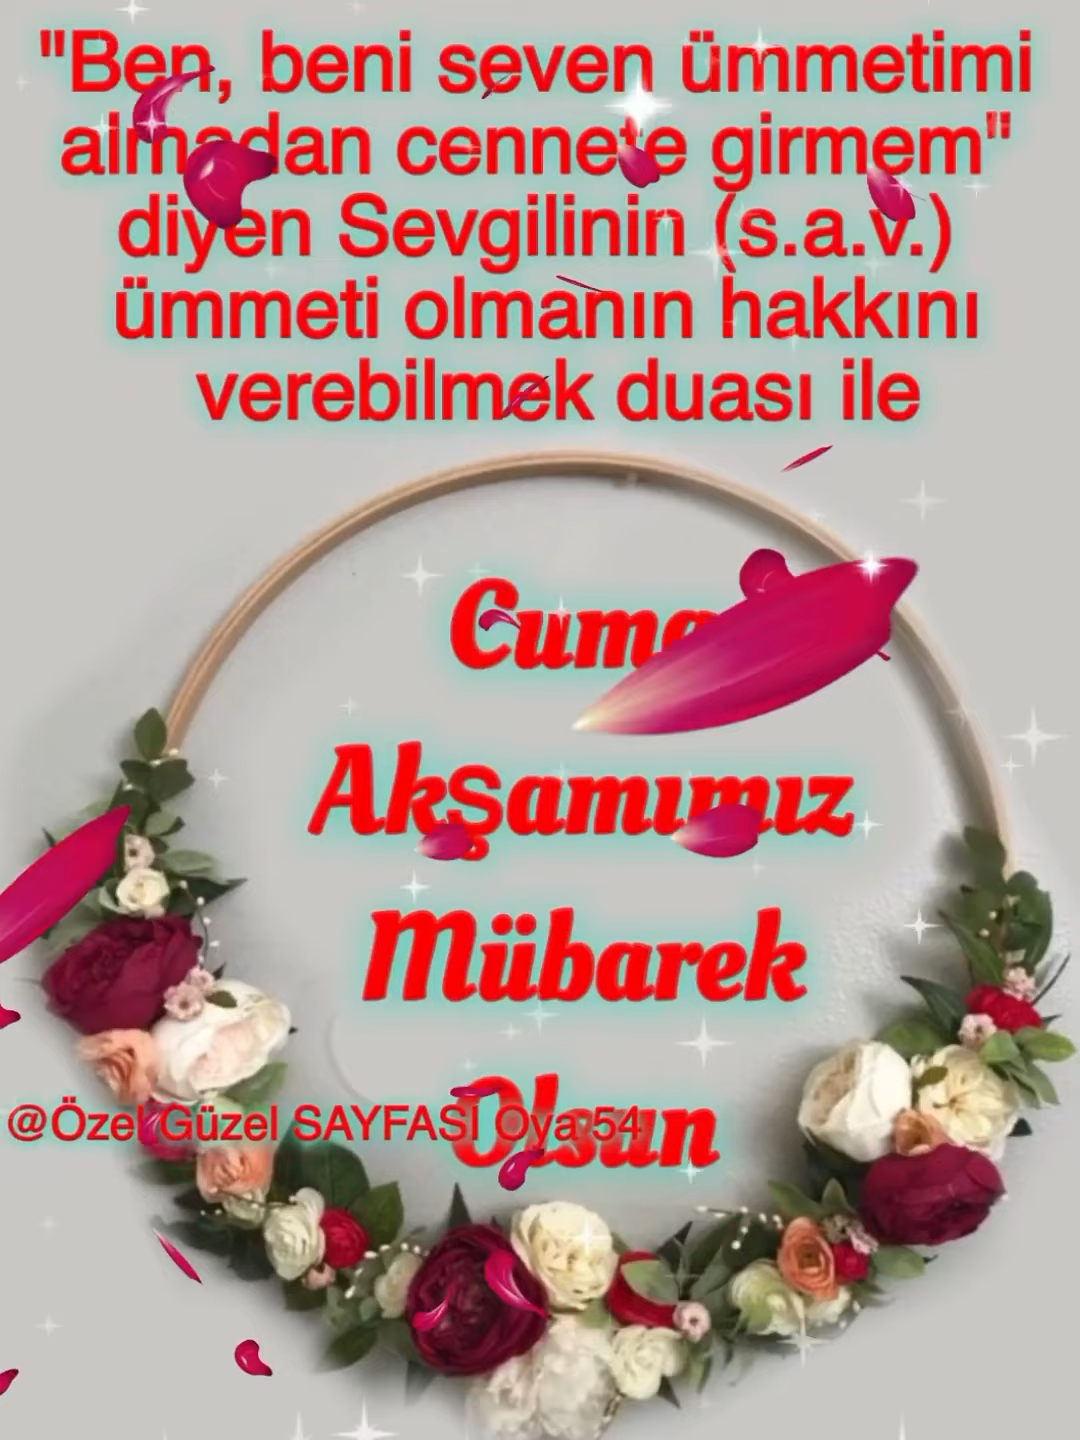 "Ben, beni seven ümmetimi
almadan cennete girmem"
diyen Sevgilinin (s.a.v.)
ümmeti olmanın hakkını
verebilmek duası ile
Cuma
Akşamımız
Mübarek
Olsun
@Özel Güzel SAYFASI Oya 54